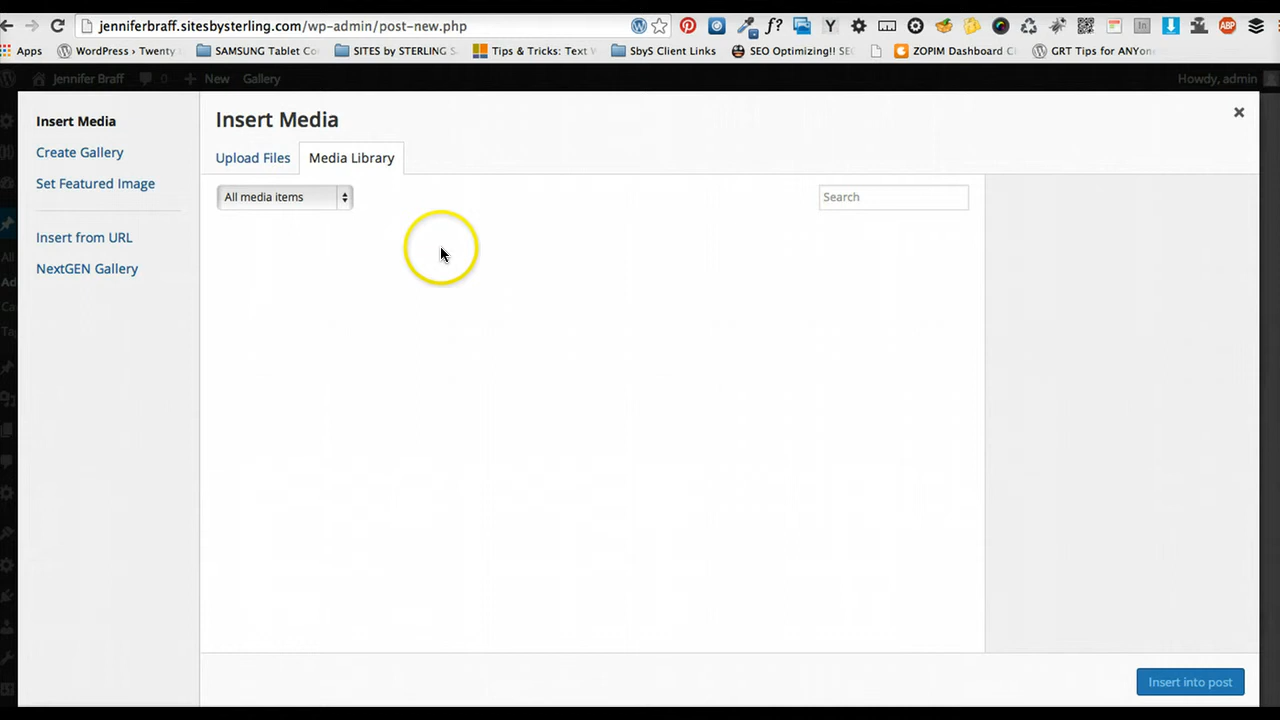 jenniferbraff.sitesbysterling.com/wp-admin/post-new.php
Apps WordPress › Twenty SAMSUNG Tablet Co SITES by STERLING S Tips & Tricks: Text W SbyS Client Links SEO Optimizing!! SEO ZOPIM Dashboard Cl GRT Tips for ANYon
Jennifer Braff 0 New Gallery Howdy, admin
Insert Media
Create Gallery
Set Featured Image
Insert from URL
NextGEN Gallery
Insert Media
Upload Files Media Library
All media items Search
Insert into post